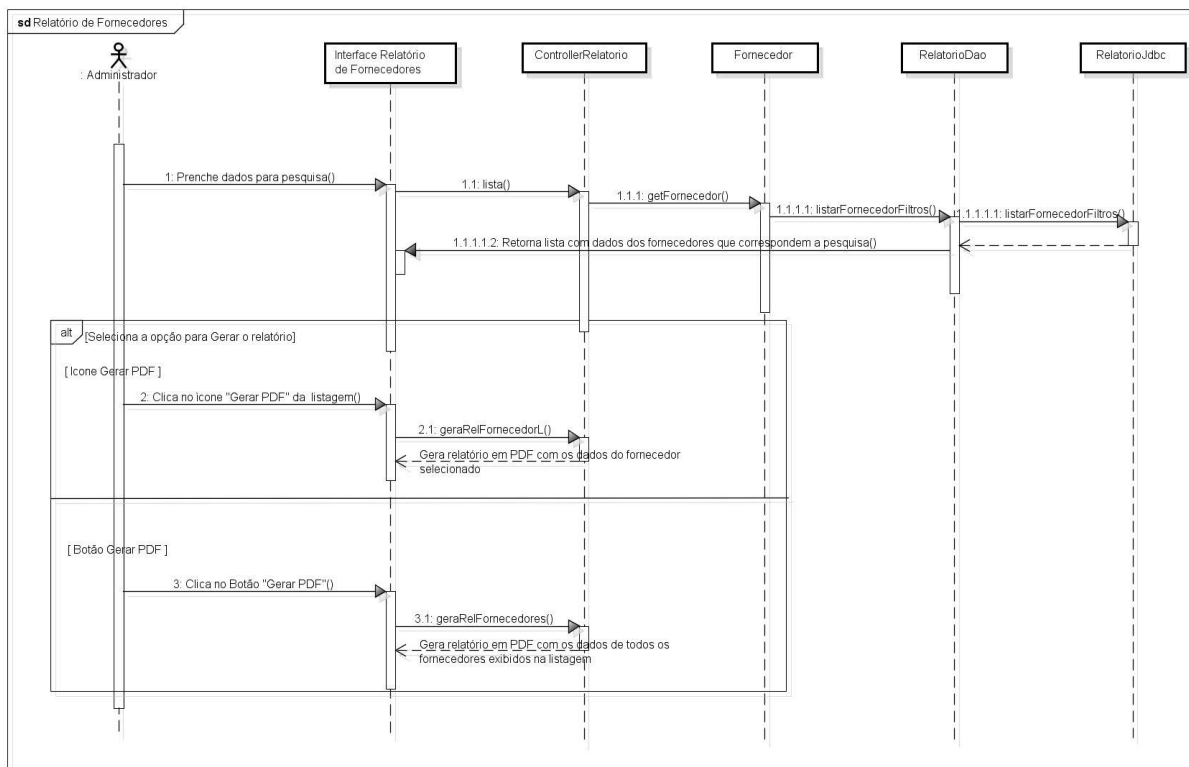 sd Relatório de Fornecedores
: Administrador
Interface Relatório
de Fornecedores
ControllerRelatorio
Fornecedor
RelatorioDao
RelatorioJdbc
1: Prenche dados para pesquisa()
1.1: lista()
1.1.1: getFornecedor()
1.1.1.1: listarFornecedorFiltros()
1.1.1.1.1: listarFornecedorFiltros()
1.1.1.1.2: Retorna lista com dados dos fornecedores que correspondem a pesquisa()
alt
[Seleciona a opção para Gerar o relatório]
[ Icone Gerar PDF ]
2: Clica no ícone "Gerar PDF" da listagem()
2.1: geraRelFornecedorL()
Gera relatório em PDF com os dados do fornecedor
selecionado
[ Botão Gerar PDF ]
3: Clica no Botão "Gerar PDF"()
3.1: geraRelFornecedores()
Gera relatório em PDF com os dados de todos os
fornecedores exibidos na listagem